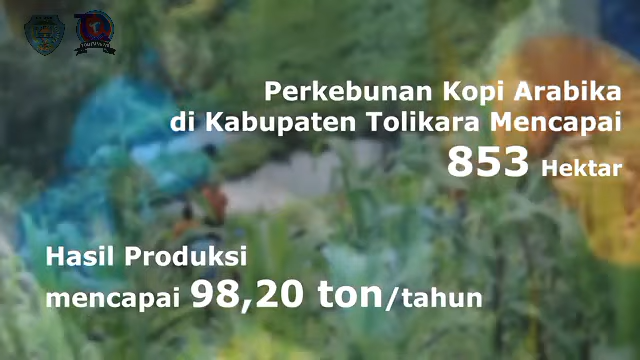 Perkebunan Kopi Arabika
di Kabupaten Tolikara Mencapai
853 Hektar
Hasil Produksi
mencapai 98,20 ton/tahun